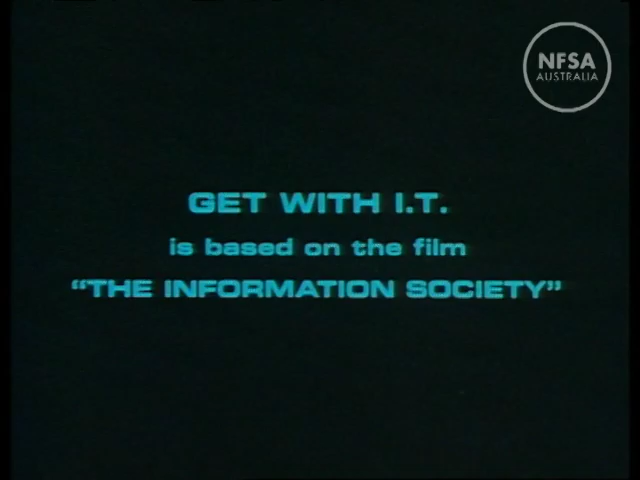 NFSA
AUSTRALIA
GET WITH I.T.
is based on the film
“THE INFORMATION SOCIETY”